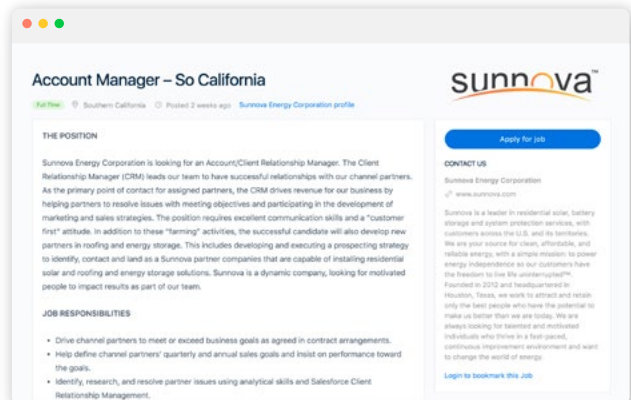 Account Manager – So California
Full Time Southern California Posted 2 weeks ago Sunnova Energy Corporation profile
THE POSITION
Sunnova Energy Corporation is looking for an Account/Client Relationship Manager. The Client
Relationship Manager (CRM) leads our team to have successful relationships with our channel partners.
As the primary point of contact for assigned partners, the CRM drives revenue for our business by
helping partners to resolve issues with meeting objectives and participating in the development of
marketing and sales strategies. The position requires excellent communication skills and a "customer
first" attitude. In addition to these "farming" activities, the successful candidate will also develop new
partners in roofing and energy storage. This includes developing and executing a prospecting strategy
to identify, contact and land as a Sunnova partner companies that are capable of installing residential
solar and roofing and energy storage solutions. Sunnova is a dynamic company, looking for motivated
people to impact results as part of our team.
JOB RESPONSIBILITIES
• Drive channel partners to meet or exceed business goals as agreed in contract arrangements.
• Help define channel partners' quarterly and annual sales goals and insist on performance toward
the goals.
• Identify, research, and resolve partner issues using analytical skills and Salesforce Client
Relationship Management.
sunnova™
Apply for job
CONTACT US
Sunnova Energy Corporation
www.sunnova.com
Sunnova is a leader in residential solar, battery
storage and system protection services, with
customers across the U.S. and its territories.
We are your source for clean, affordable, and
reliable energy, with a simple mission: to power
energy independence so our customers have
the freedom to live life uninterrupted™.
Founded in 2012 and headquartered in
Houston, Texas, we work to attract and retain
only the best people who have the potential to
make us better than we are today. We are
always looking for talented and motivated
individuals who thrive in a fast-paced,
continuous improvement environment and want
to change the world of energy.
Login to bookmark this Job